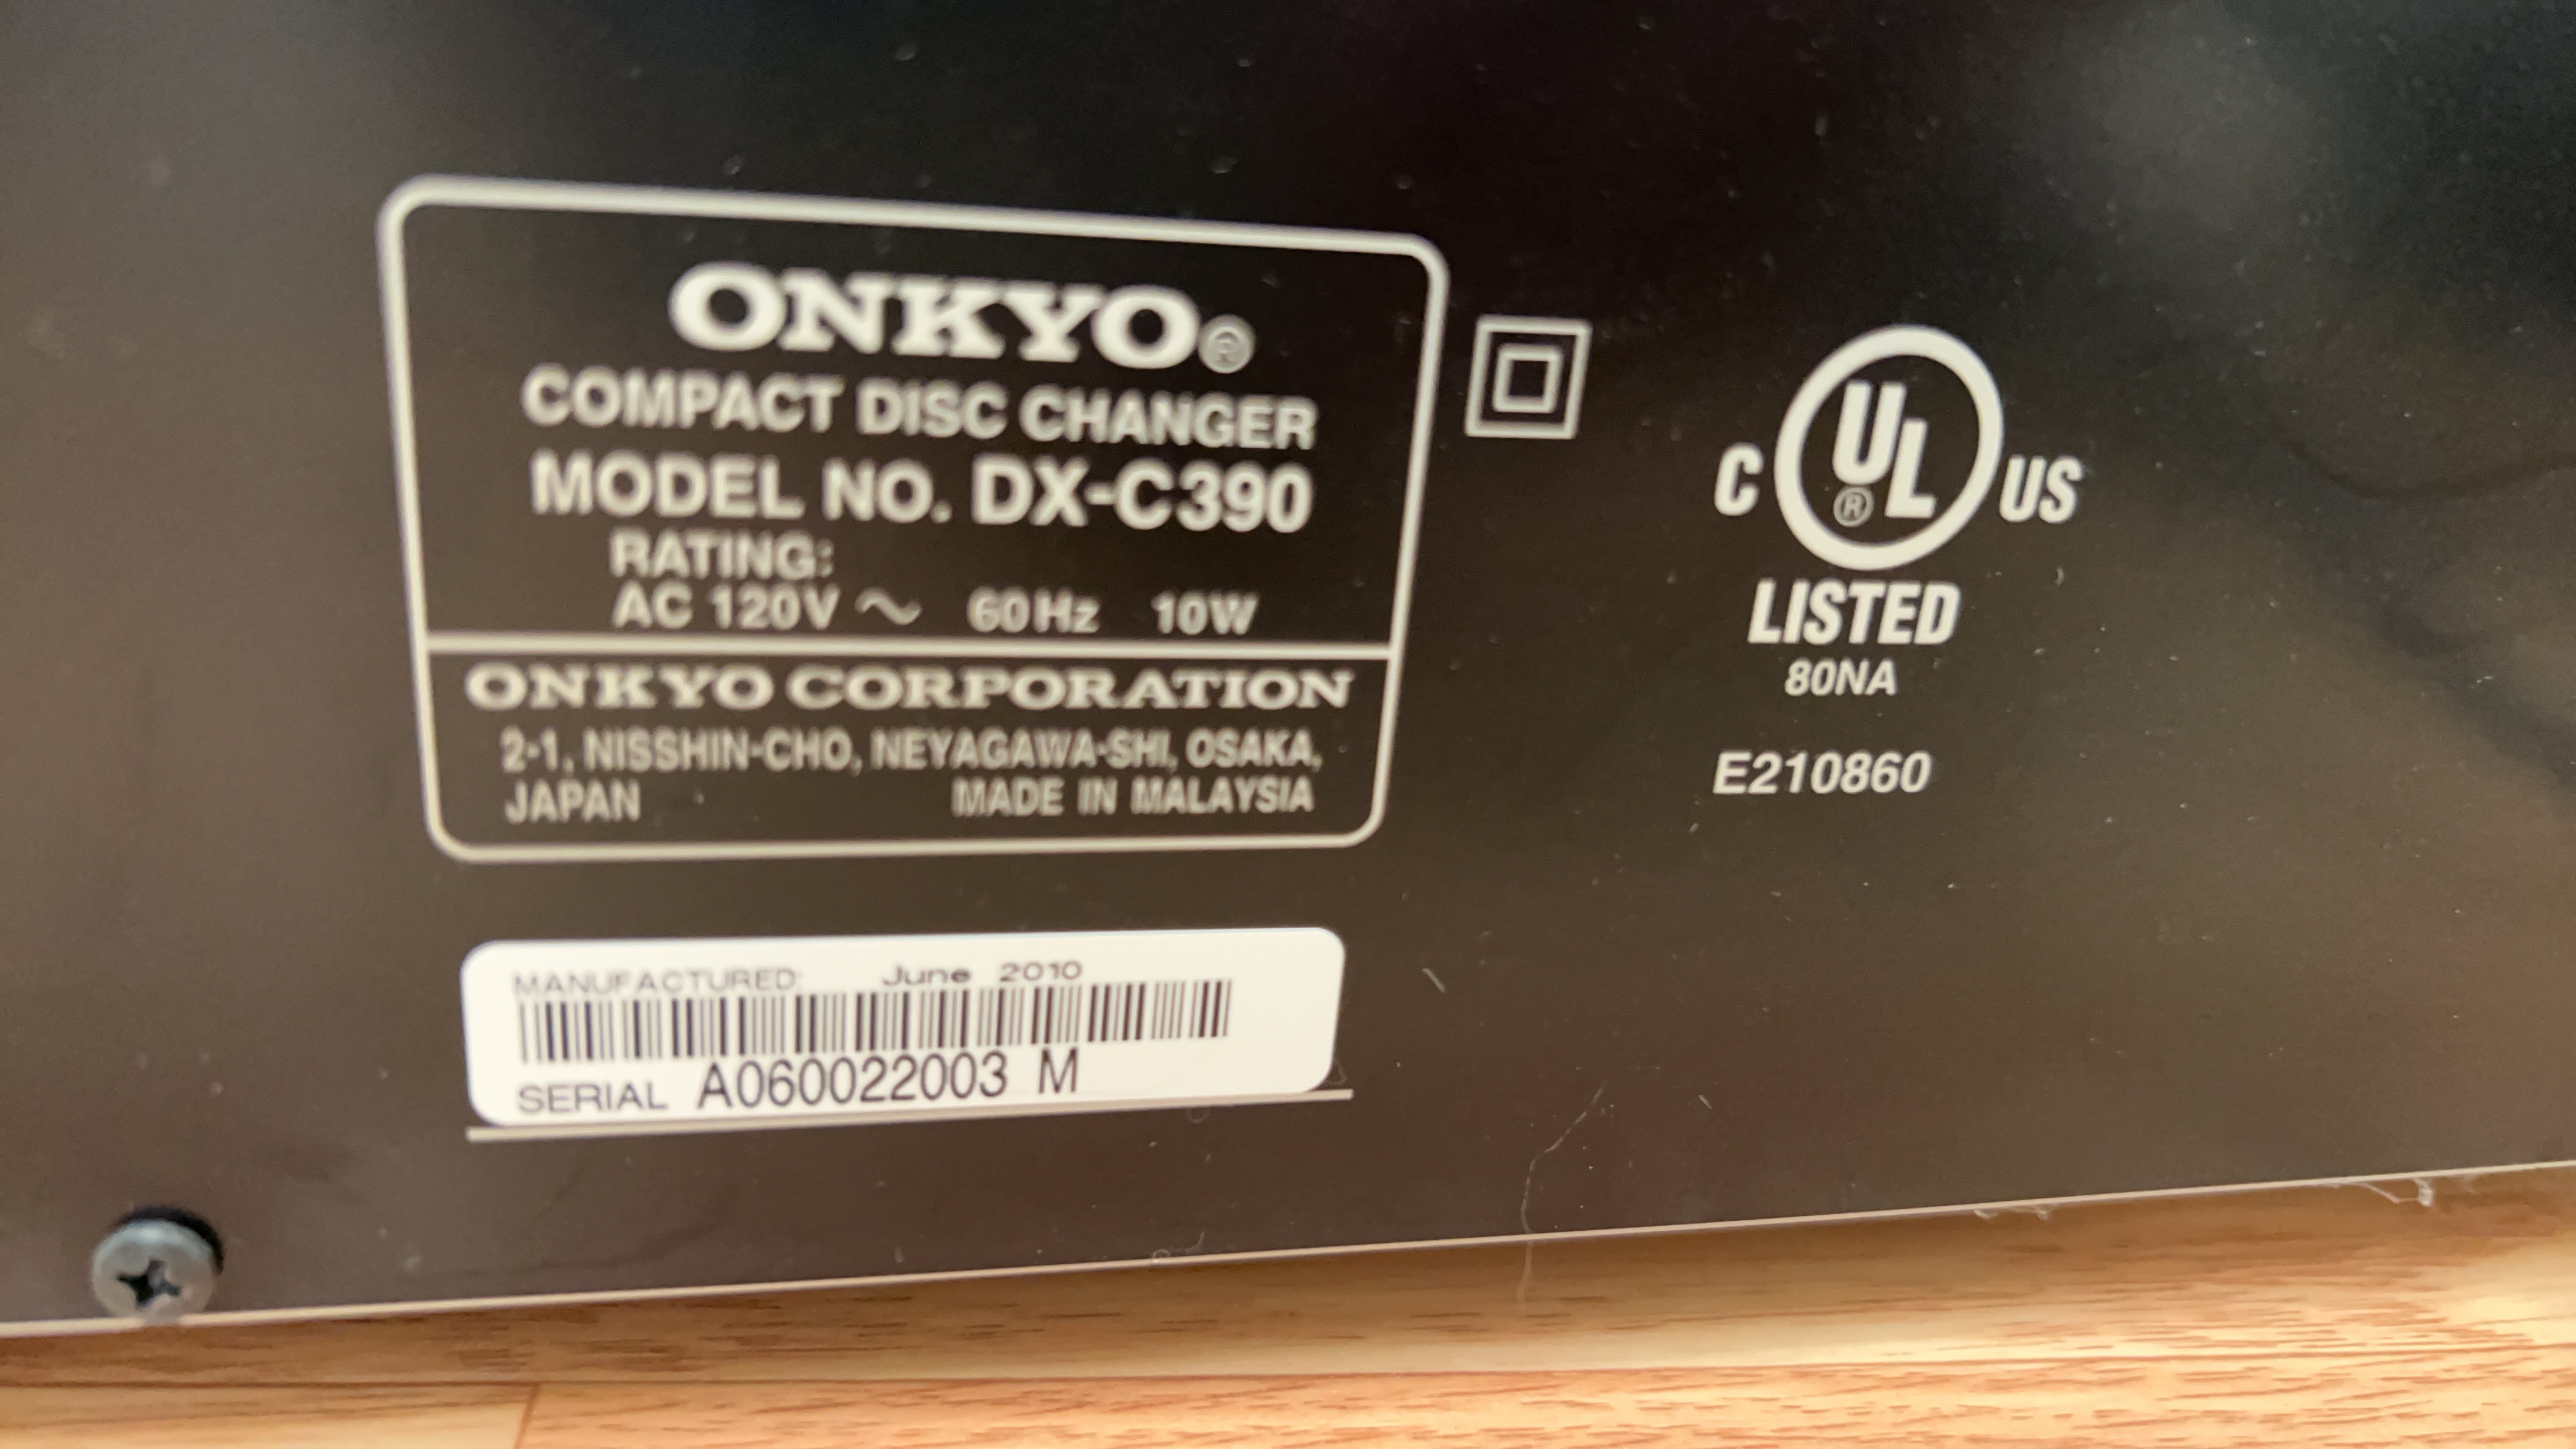 ONKYO®
COMPACT DISC CHANGER
MODEL NO. DX-C390
RATING:
AC 120V ~ 60Hz 10W
ONKYO CORPORATION
2-1, NISSHIN-CHO, NEYAGAWA-SHI, OSAKA,
JAPAN MADE IN MALAYSIA
C UL® US
LISTED
80NA
E210860
MANUFACTURED: June 2010
SERIAL A060022003 M